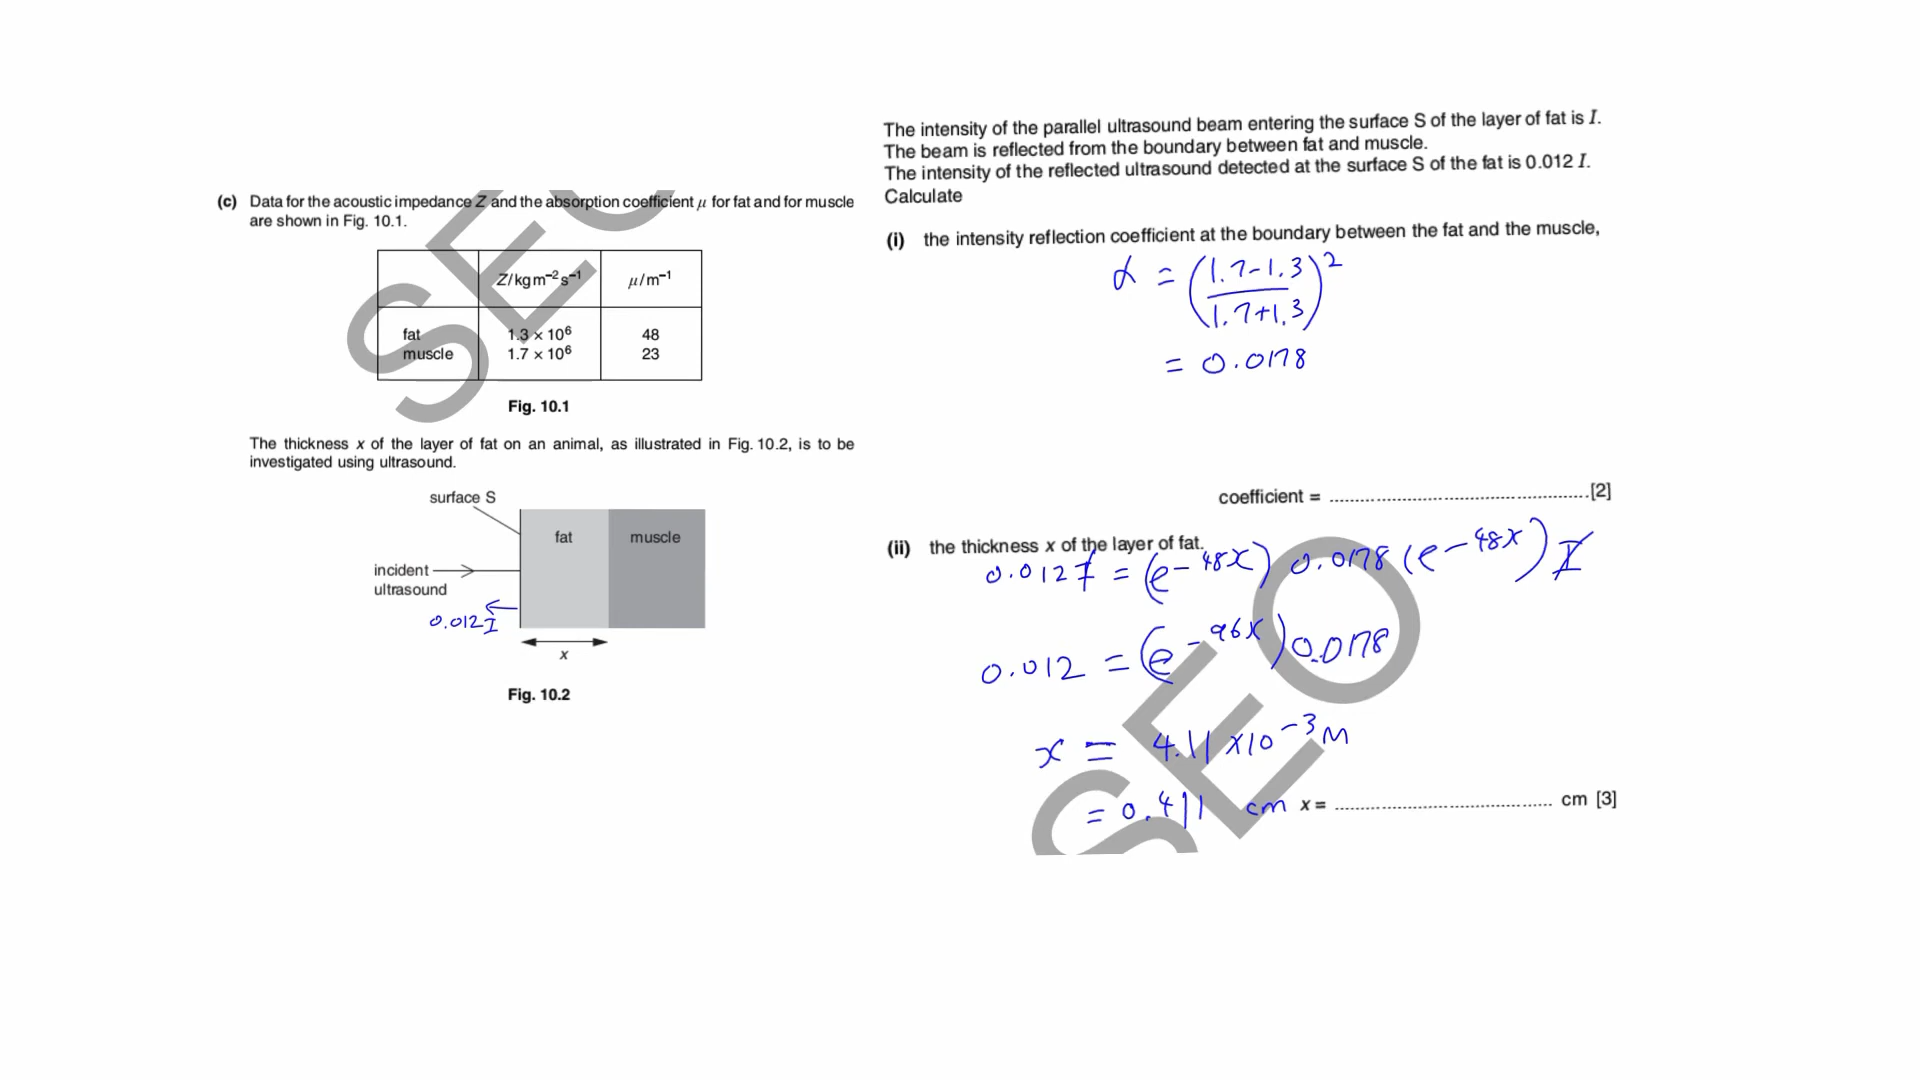 (c) Data for the acoustic impedance Z and the absorption coefficient μ for fat and for muscle
are shown in Fig. 10.1.
Z/kg m⁻² s⁻¹ μ/m⁻¹
fat 1.3 × 10⁶ 48
muscle 1.7 × 10⁶ 23
Fig. 10.1
The thickness x of the layer of fat on an animal, as illustrated in Fig. 10.2, is to be
investigated using ultrasound.
surface S
fat muscle
incident
ultrasound
0.012I
x
Fig. 10.2
The intensity of the parallel ultrasound beam entering the surface S of the layer of fat is I.
The beam is reflected from the boundary between fat and muscle.
The intensity of the reflected ultrasound detected at the surface S of the fat is 0.012 I.
Calculate
(i) the intensity reflection coefficient at the boundary between the fat and the muscle,
α = ((1.7-1.3)/(1.7+1.3))²
= 0.0178
coefficient = ................................................[2]
(ii) the thickness x of the layer of fat.
0.012I = (e⁻⁴⁸ˣ) 0.0178 (e⁻⁴⁸ˣ) I
0.012 = (e⁻⁹⁶ˣ) 0.0178
x = 4.11 x10⁻³ m
= 0.411 cm
x = ................................................ cm [3]
SEO
SEO